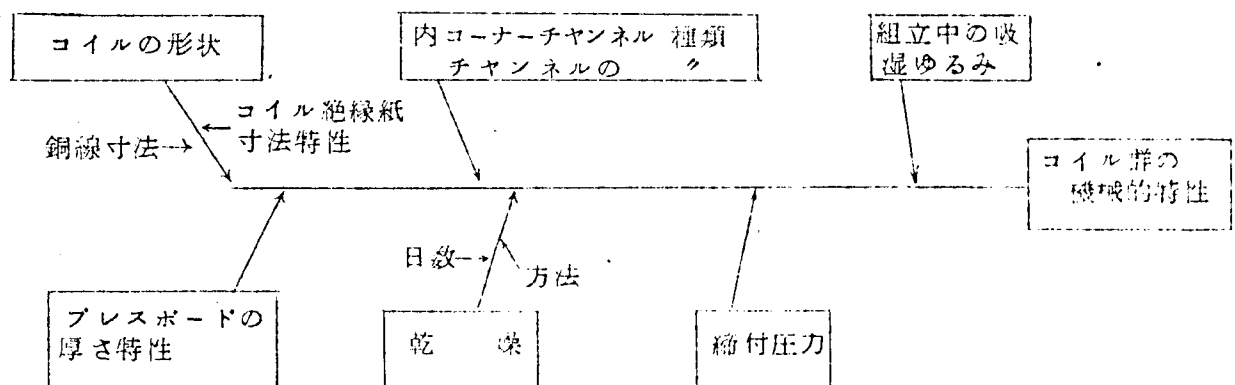 コイルの形状
内コーナーチヤンネル 種類
チヤンネルの 〃
組立中の吸
湿ゆるみ
コイル絶縁紙
寸法特性
銅線寸法
コイル群の
機械的特性
日数
方法
プレスボードの
厚さ特性
乾 燥
締付圧力